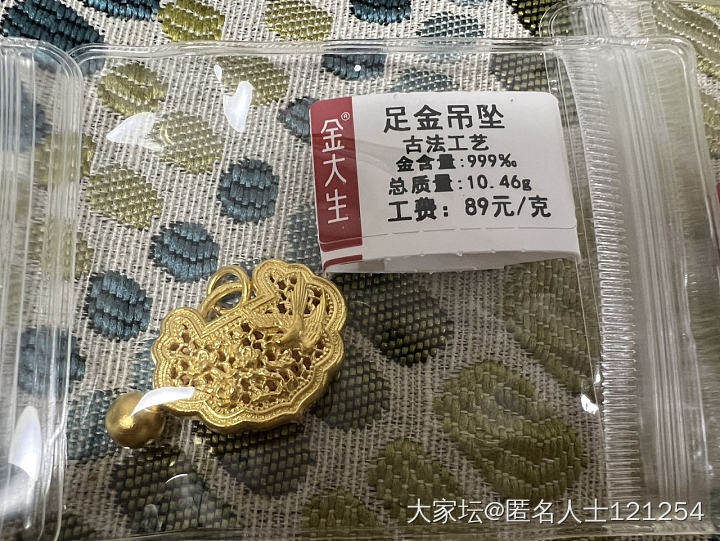 金大生®
足金吊坠
古法工艺
金含量:999‰
总质量:10.46g
工费: 89元/克
大家坛@匿名人士121254